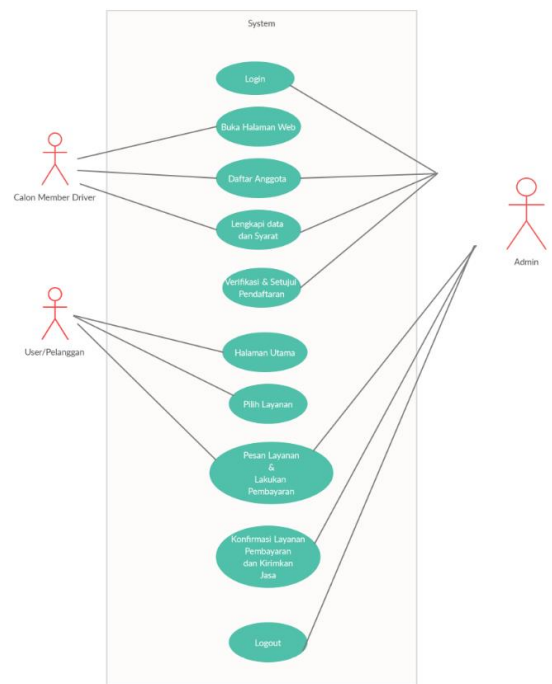 System
Login
Buka Halaman Web
Daftar Anggota
Calon Member Driver
Lengkapi data
dan Syarat
Admin
Verifikasi & Setujui
Pendaftaran
User/Pelanggan
Halaman Utama
Pilih Layanan
Pesan Layanan
&
Lakukan
Pembayaran
Konfirmasi Layanan
Pembayaran
dan Kirimkan
Jasa
Logout